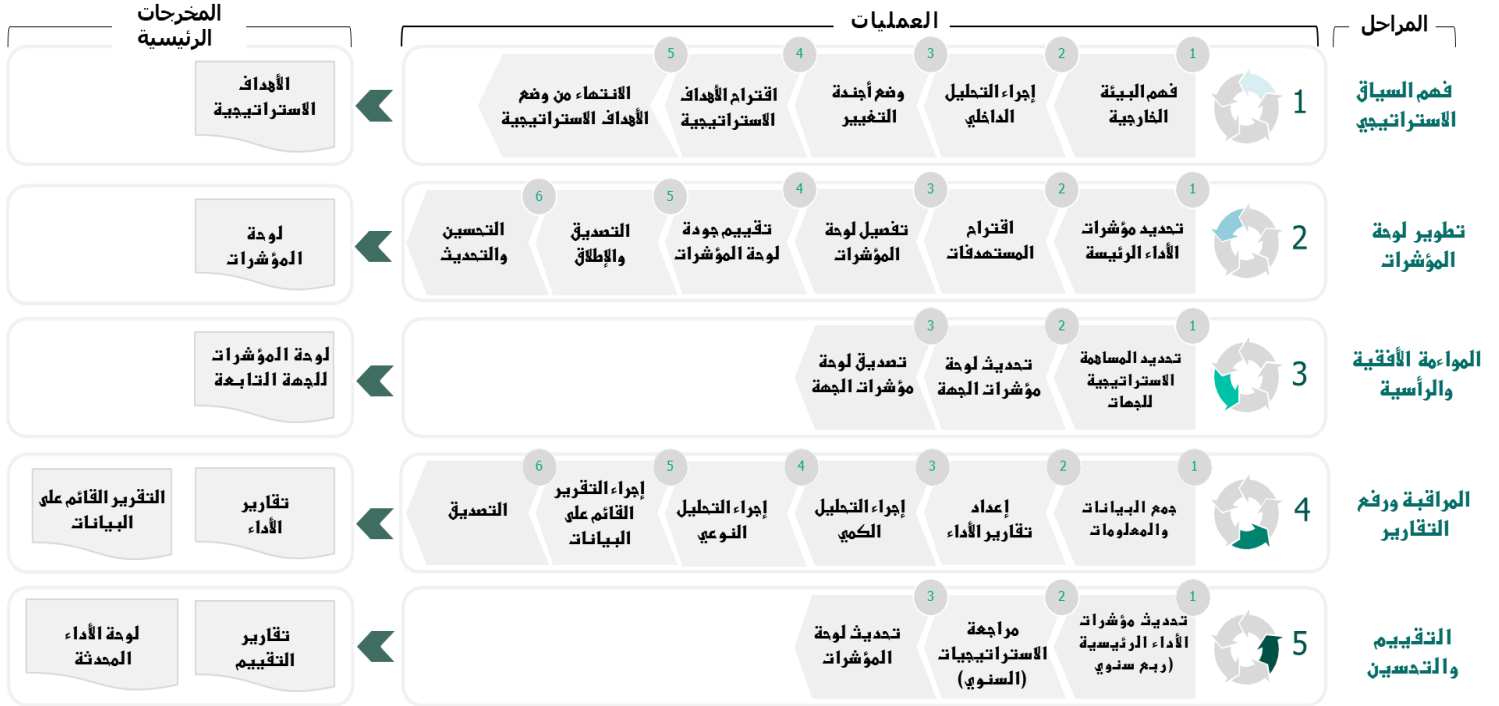 المراحل
العمليات
المخرجات
الرئيسية
فهم السياق
الاستراتيجي
1
1
فهم البيئة
الخارجية
2
إجراء التحليل
الداخلي
3
وضع أجندة
التغيير
4
اقتراح الأهداف
الاستراتيجية
5
الانتهاء من وضع
الأهداف الاستراتيجية
الأهداف
الاستراتيجية
تطوير لوحة
المؤشرات
2
1
تحديد مؤشرات
الأداء الرئيسة
2
اقتراح
المستهدفات
3
تفصيل لوحة
المؤشرات
4
تقييم جودة
لوحة المؤشرات
5
التصديق
والإطلاق
6
التحسين
والتحديث
لوحة
المؤشرات
المواءمة الأفقية
والرأسية
3
1
تحديد المساهمة
الاستراتيجية
للجهات
2
تحديث لوحة
مؤشرات الجهة
3
تصديق لوحة
مؤشرات الجهة
لوحة المؤشرات
للجهة التابعة
المراقبة ورفع
التقارير
4
1
جمع البيانات
والمعلومات
2
إعداد
تقارير الأداء
3
إجراء التحليل
الكمي
4
إجراء التحليل
النوعي
5
إجراء التقرير
القائم على
البيانات
6
التصديق
تقارير
الأداء
التقرير القائم على
البيانات
التقييم
والتحسين
5
1
تحديث مؤشرات
الأداء الرئيسية
(ربع سنوي)
2
مراجعة
الاستراتيجيات
(السنوي)
3
تحديث لوحة
المؤشرات
تقارير
التقييم
لوحة الأداء
المحدثة